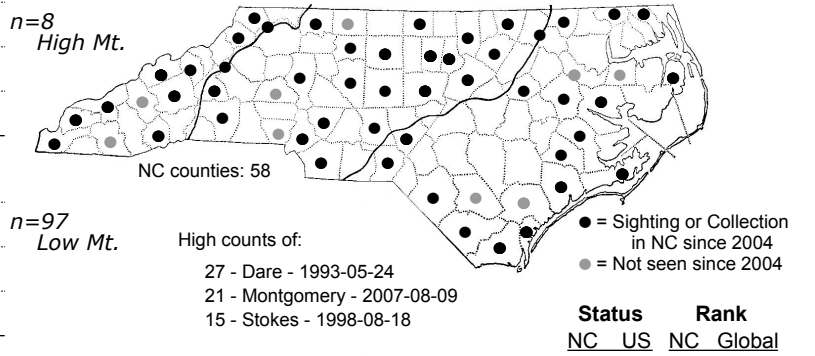 n=8
High Mt.
NC counties: 58
n=97
Low Mt.
High counts of:
27 - Dare - 1993-05-24
21 - Montgomery - 2007-08-09
15 - Stokes - 1998-08-18
● = Sighting or Collection
in NC since 2004
● = Not seen since 2004
Status Rank
NC US NC Global